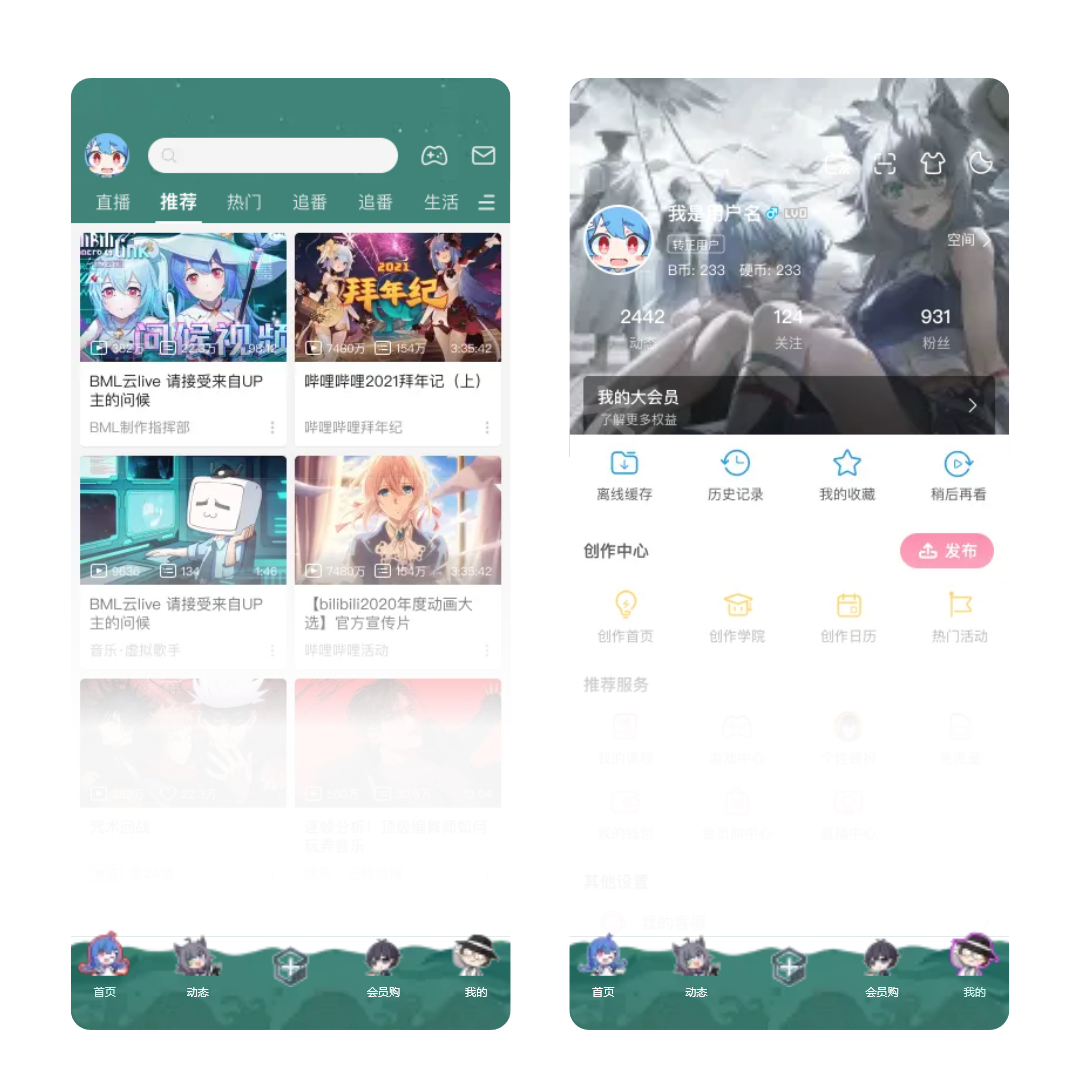 直播 推荐 热门 追番 追番 生活
问候视频
2021
拜年纪
362万 22.3万 98:12
7480万 154万 3:35:42
BML云live 请接受来自UP
主的问候
BML制作指挥部
哔哩哔哩2021拜年记（上）
哔哩哔哩拜年纪
9636 134 1:46
7480万 154万 3:35:42
BML云live 请接受来自UP
主的问候
音乐·虚拟歌手
【bilibili2020年度动画大
选】官方宣传片
哔哩哔哩活动
首页 动态 会员购 我的
我是用户名 LV0
转正用户
B币: 233 硬币: 233
空间
2442 124 931
动态 关注 粉丝
我的大会员
了解更多权益
离线缓存 历史记录 我的收藏 稍后再看
创作中心 发布
创作首页 创作学院 创作日历 热门活动
推荐服务
其他设置
首页 动态 会员购 我的